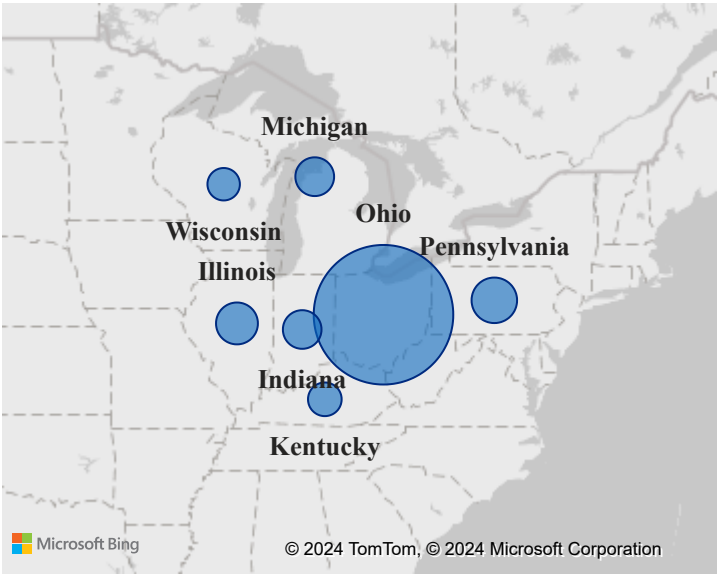 Michigan
Ohio
Wisconsin
Pennsylvania
Illinois
Indiana
Kentucky
Microsoft Bing
© 2024 TomTom, © 2024 Microsoft Corporation